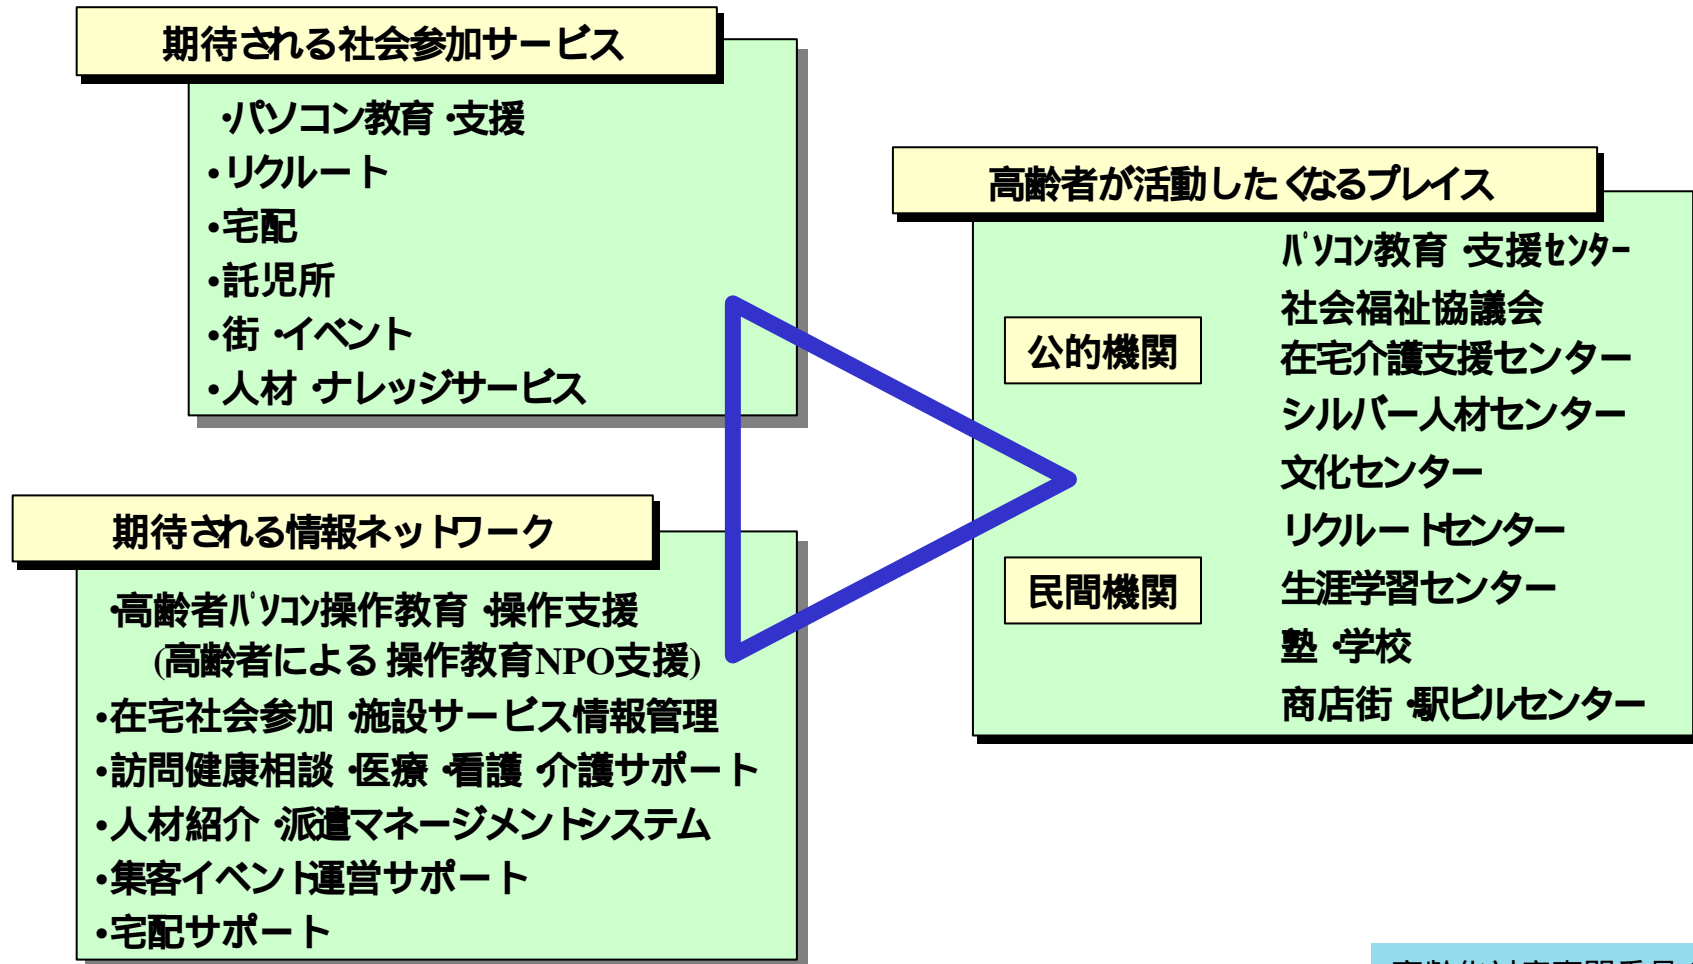 期待される社会参加サービス
・パソコン教育・支援
・リクルート
・宅配
・託児所
・街・イベント
・人材・ナレッジサービス
期待される情報ネットワーク
・高齢者パソコン操作教育・操作支援
(高齢者による操作教育NPO支援)
・在宅社会参加・施設サービス情報管理
・訪問健康相談・医療・看護・介護サポート
・人材紹介・派遣マネージメントシステム
・集客イベント運営サポート
・宅配サポート
高齢者が活動したくなるプレイス
公的機関
民間機関
パソコン教育・支援センター
社会福祉協議会
在宅介護支援センター
シルバー人材センター
文化センター
リクルートセンター
生涯学習センター
塾・学校
商店街・駅ビルセンター